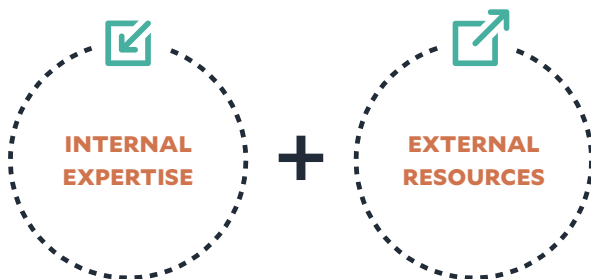 INTERNAL
EXPERTISE
+
EXTERNAL
RESOURCES